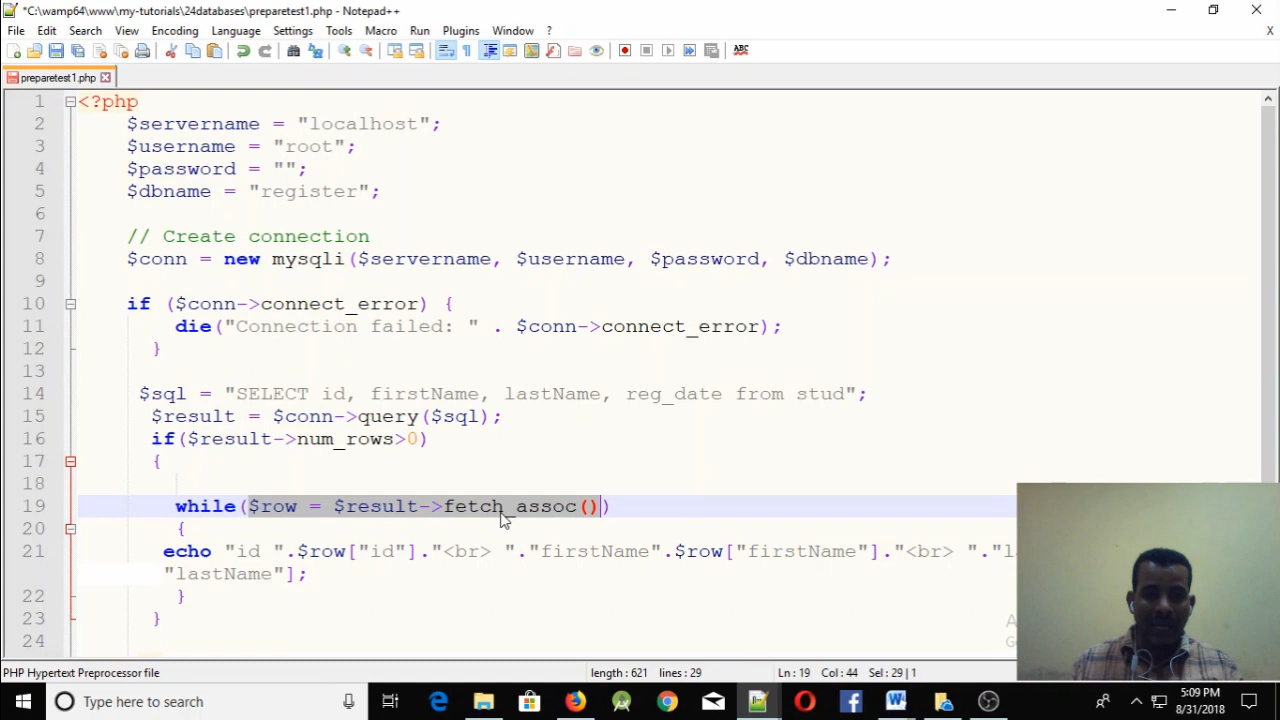 *C:\wamp64\www\my-tutorials\24databases\preparetest1.php - Notepad++
File Edit Search View Encoding Language Settings Tools Macro Run Plugins Window ? X
preparetest1.php
1 <?php
2 $servername = "localhost";
3 $username = "root";
4 $password = "";
5 $dbname = "register";
6
7 // Create connection
8 $conn = new mysqli($servername, $username, $password, $dbname);
9
10 if ($conn->connect_error) {
11 die("Connection failed: " . $conn->connect_error);
12 }
13
14 $sql = "SELECT id, firstName, lastName, reg_date from stud";
15 $result = $conn->query($sql);
16 if($result->num_rows>0)
17 {
18
19 while($row = $result->fetch_assoc())
20 {
21 echo "id ".$row["id"]."<br> "."firstName".$row["firstName"]."<br> "."
"lastName"];
22 }
23 }
24
PHP Hypertext Preprocessor file length : 621 lines : 29 Ln : 19 Col : 44 Sel : 29 | 1
Type here to search
5:09 PM
8/31/2018